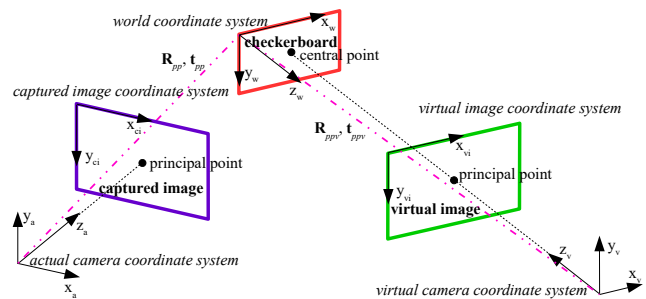 world coordinate system
x_w
checkerboard
central point
R_pp, t_pp
y_w
z_w
captured image coordinate system
virtual image coordinate system
x_ci
R_ppv, t_ppv
x_vi
y_ci
principal point
captured image
principal point
y_vi
virtual image
y_a
z_a
actual camera coordinate system
x_a
z_v
y_v
x_v
virtual camera coordinate system